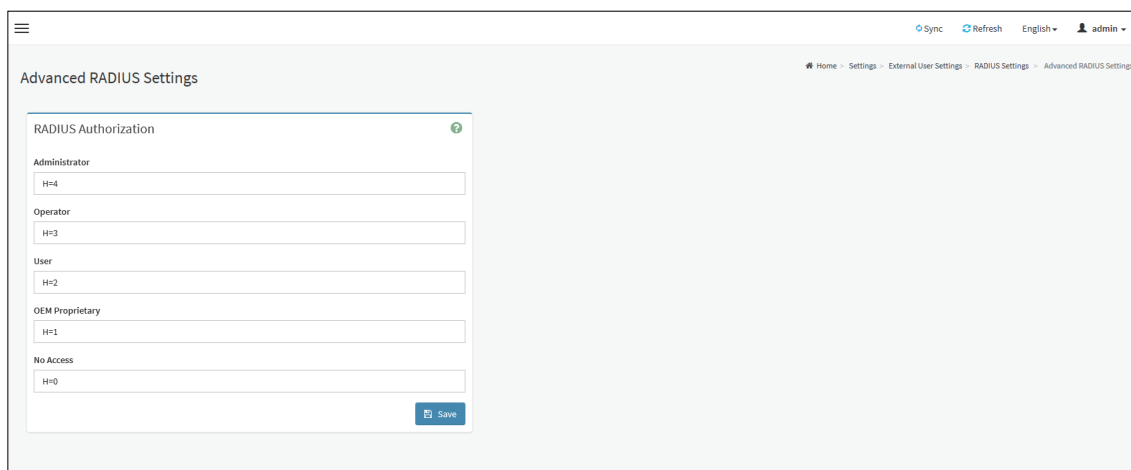 Sync Refresh English admin
Advanced RADIUS Settings
Home > Settings > External User Settings > RADIUS Settings > Advanced RADIUS Settings
RADIUS Authorization
Administrator
H=4
Operator
H=3
User
H=2
OEM Proprietary
H=1
No Access
H=0
Save